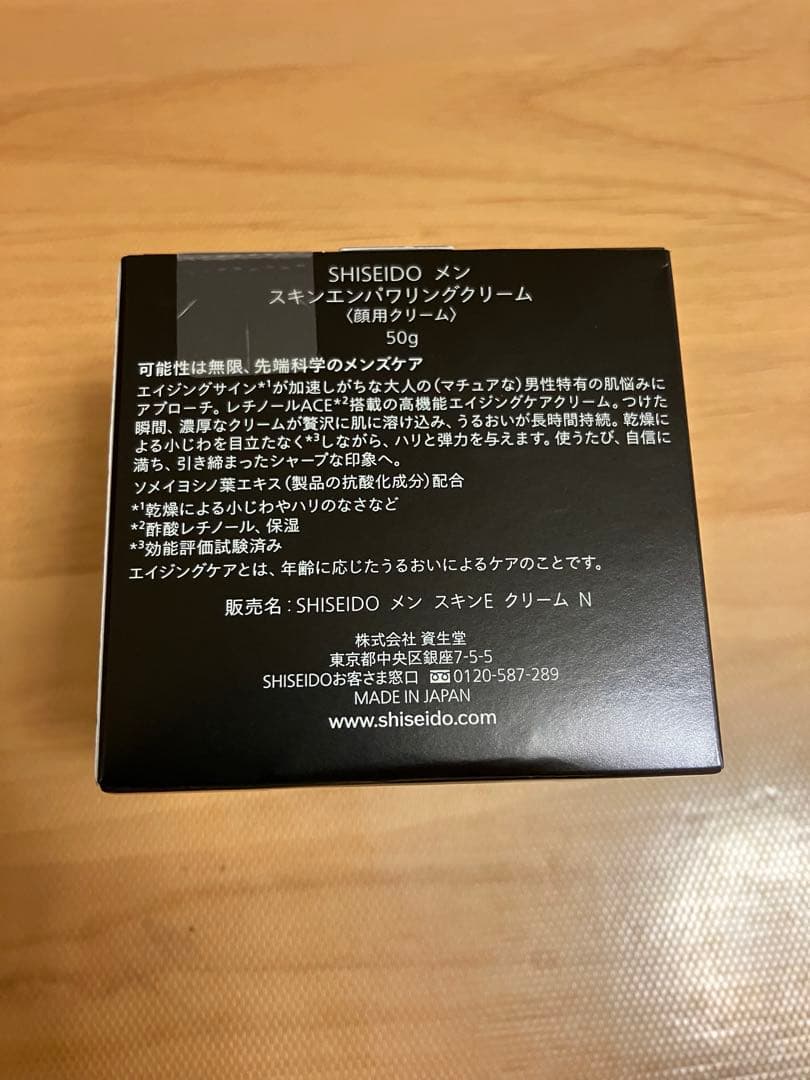 SHISEIDO メン
スキンエンパワリングクリーム
〈顔用クリーム〉
50g
可能性は無限、先端科学のメンズケア
エイジングサイン*1が加速しがちな大人の(マチュアな)男性特有の肌悩みに
アプローチ。レチノールACE*2搭載の高機能エイジングケアクリーム。つけた
瞬間、濃厚なクリームが贅沢に肌に溶け込み、うるおいが長時間持続。乾燥に
よる小じわを目立たなく*3しながら、ハリと弾力を与えます。使うたび、自信に
満ち、引き締まったシャープな印象へ。
ソメイヨシノ葉エキス(製品の抗酸化成分)配合
*1乾燥による小じわやハリのなさなど
*2酢酸レチノール、保湿
*3効能評価試験済み
エイジングケアとは、年齢に応じたうるおいによるケアのことです。
販売名:SHISEIDO メン スキンE クリーム N
株式会社 資生堂
東京都中央区銀座7-5-5
SHISEIDOお客さま窓口 0120-587-289
MADE IN JAPAN
www.shiseido.com